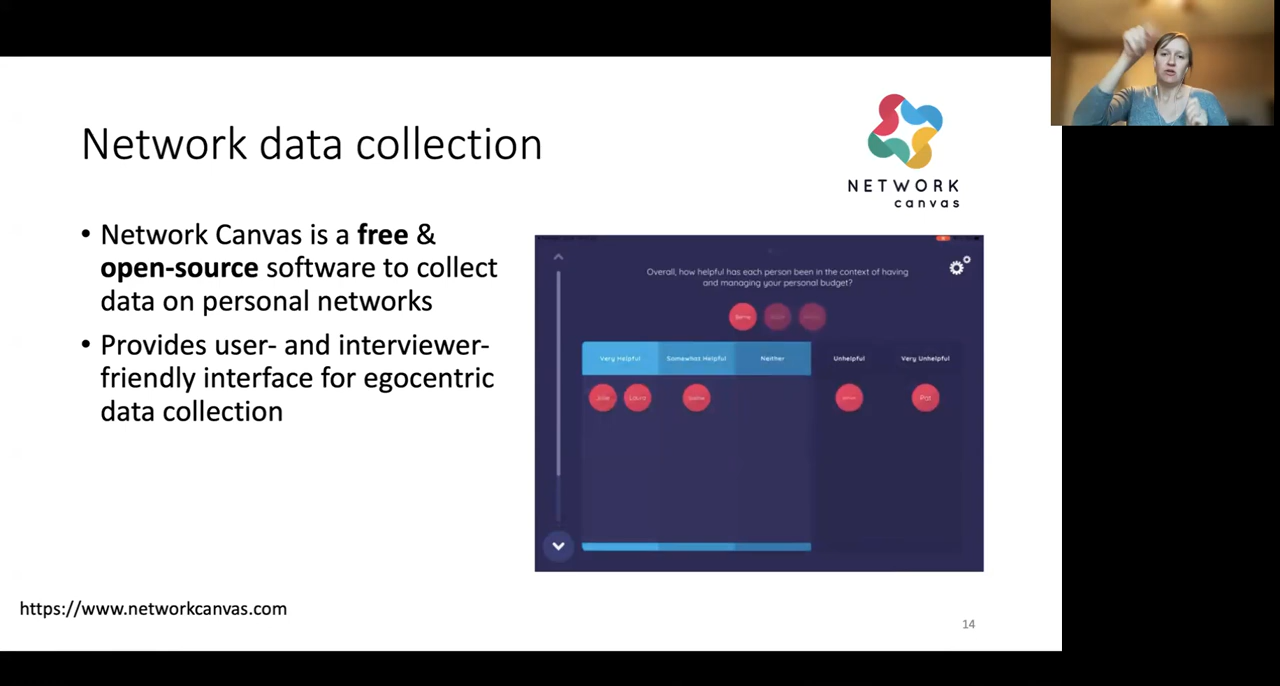 Network data collection
NETWORK
canvas
• Network Canvas is a free &
open-source software to collect
data on personal networks
• Provides user- and interviewer-
friendly interface for egocentric
data collection
Overall, how helpful has each person been in the context of having
and managing your personal budget?
Very Helpful
Somewhat Helpful
Neither
Unhelpful
Very Unhelpful
Julie
Laura
Pat
https://www.networkcanvas.com
14